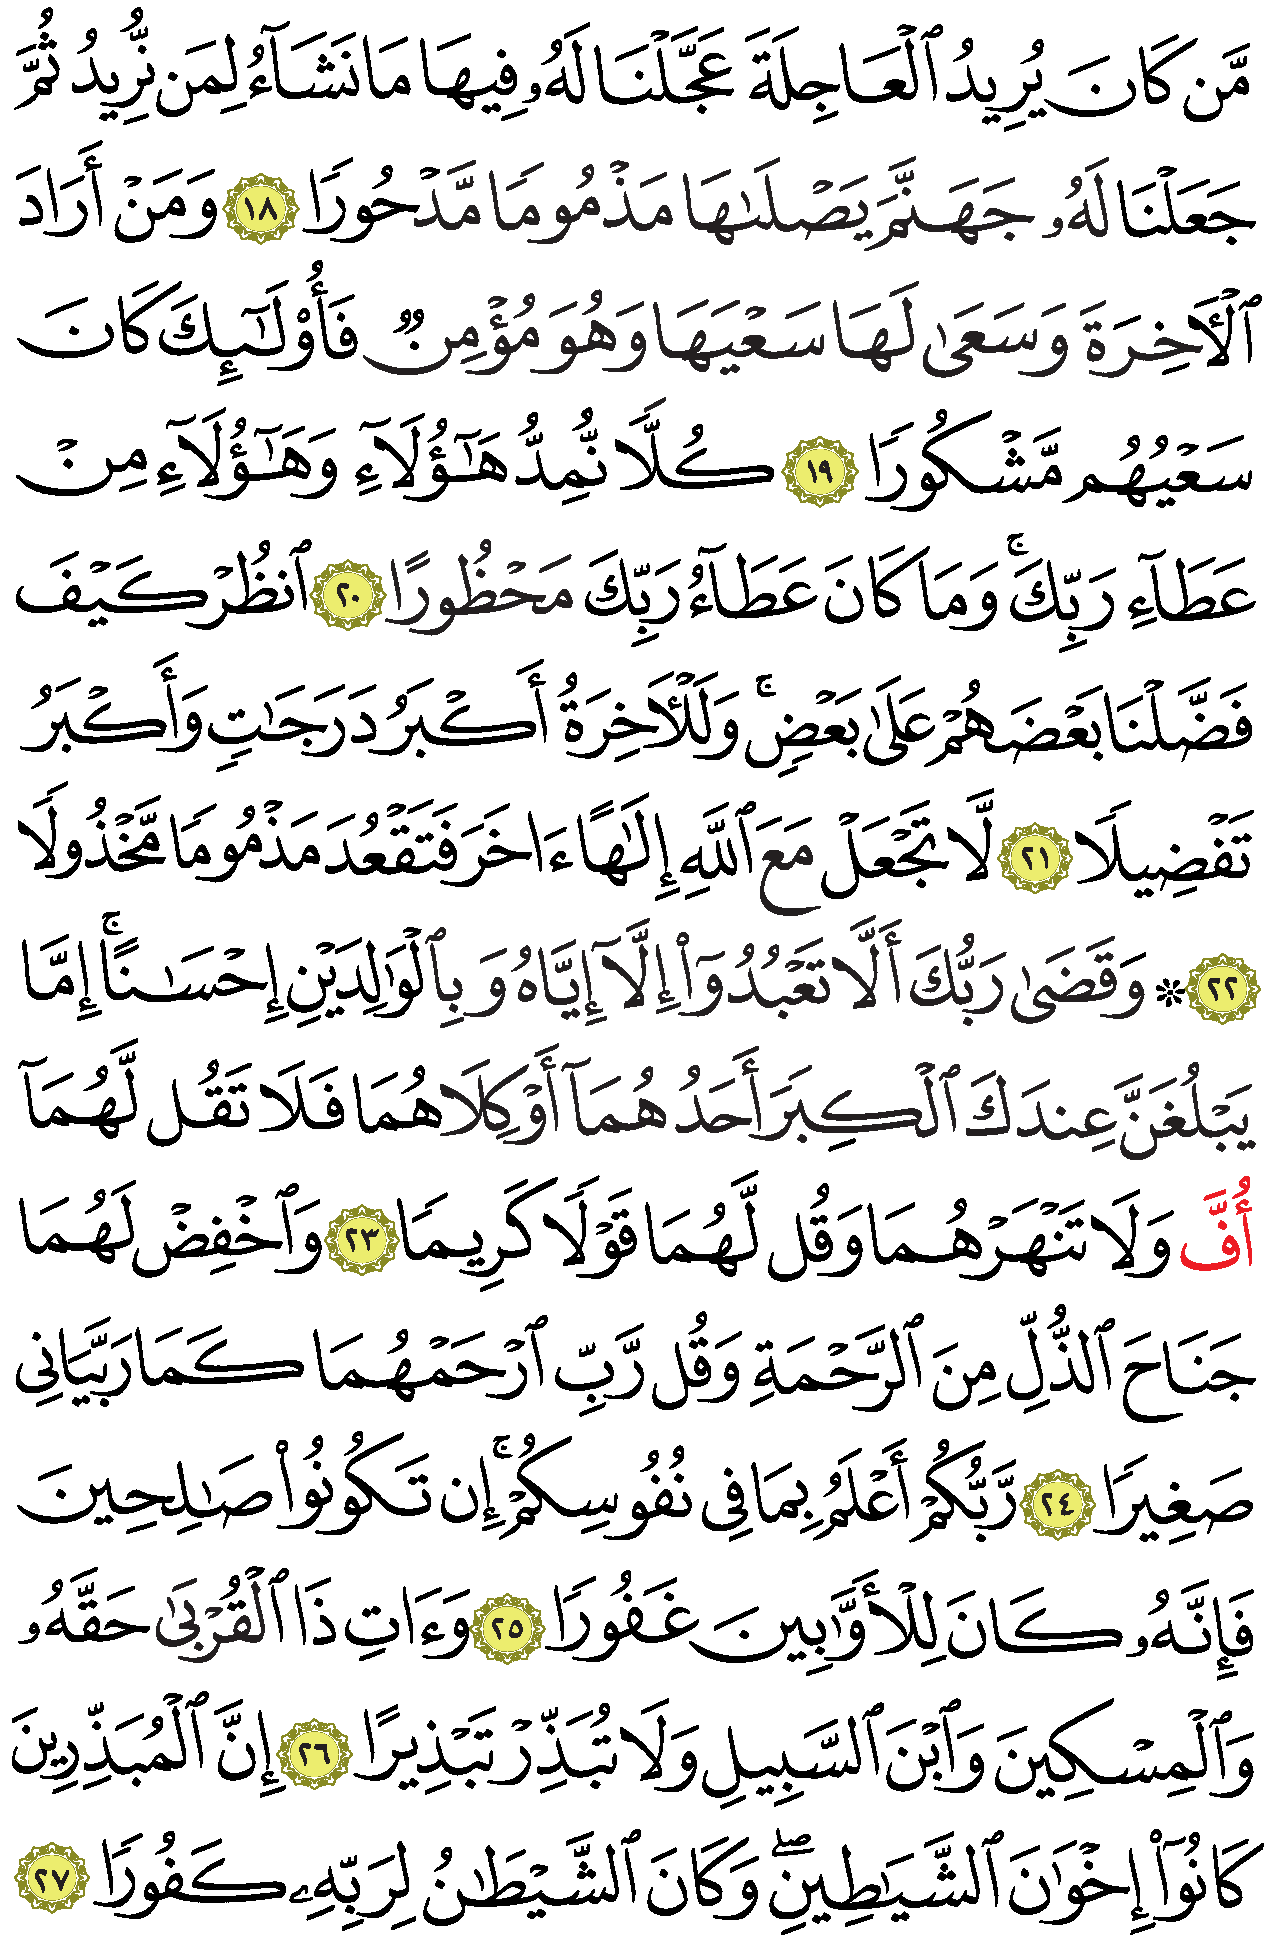 مَّن كَانَ يُرِيدُ ٱلْعَاجِلَةَ عَجَّلْنَا لَهُۥ فِيهَا مَا نَشَآءُ لِمَن نُّرِيدُ ثُمَّ
جَعَلْنَا لَهُۥ جَهَنَّمَ يَصْلَىٰهَا مَذْمُومًا مَّدْحُورًا ١٨ وَمَنْ أَرَادَ
ٱلْـَٔاخِرَةَ وَسَعَىٰ لَهَا سَعْيَهَا وَهُوَ مُؤْمِنٌ فَأُو۟لَـٰٓئِكَ كَانَ
سَعْيُهُم مَّشْكُورًا ١٩ كُلًّا نُّمِدُّ هَـٰٓؤُلَآءِ وَهَـٰٓؤُلَآءِ مِنْ
عَطَآءِ رَبِّكَ ۚ وَمَا كَانَ عَطَآءُ رَبِّكَ مَحْظُورًا ٢٠ ٱنظُرْ كَيْفَ
فَضَّلْنَا بَعْضَهُمْ عَلَىٰ بَعْضٍ ۚ وَلَلْـَٔاخِرَةُ أَكْبَرُ دَرَجَـٰتٍ وَأَكْبَرُ
تَفْضِيلًا ٢١ لَّا تَجْعَلْ مَعَ ٱللَّهِ إِلَـٰهًا ءَاخَرَ فَتَقْعُدَ مَذْمُومًا مَّخْذُولًا
٢٢ ۞ وَقَضَىٰ رَبُّكَ أَلَّا تَعْبُدُوٓا۟ إِلَّآ إِيَّاهُ وَبِٱلْوَٰلِدَيْنِ إِحْسَـٰنًا ۚ إِمَّا
يَبْلُغَنَّ عِندَكَ ٱلْكِبَرَ أَحَدُهُمَآ أَوْ كِلَاهُمَا فَلَا تَقُل لَّهُمَآ
أُفَّ وَلَا تَنْهَرْهُمَا وَقُل لَّهُمَا قَوْلًا كَرِيمًا ٢٣ وَٱخْفِضْ لَهُمَا
جَنَاحَ ٱلذُّلِّ مِنَ ٱلرَّحْمَةِ وَقُل رَّبِّ ٱرْحَمْهُمَا كَمَا رَبَّيَانِى
صَغِيرًا ٢٤ رَّبُّكُمْ أَعْلَمُ بِمَا فِى نُفُوسِكُمْ ۚ إِن تَكُونُوا۟ صَـٰلِحِينَ
فَإِنَّهُۥ كَانَ لِلْأَوَّٰبِينَ غَفُورًا ٢٥ وَءَاتِ ذَا ٱلْقُرْبَىٰ حَقَّهُۥ
وَٱلْمِسْكِينَ وَٱبْنَ ٱلسَّبِيلِ وَلَا تُبَذِّرْ تَبْذِيرًا ٢٦ إِنَّ ٱلْمُبَذِّرِينَ
كَانُوٓا۟ إِخْوَٰنَ ٱلشَّيَـٰطِينِ ۖ وَكَانَ ٱلشَّيْطَـٰنُ لِرَبِّهِۦ كَفُورًا ٢٧